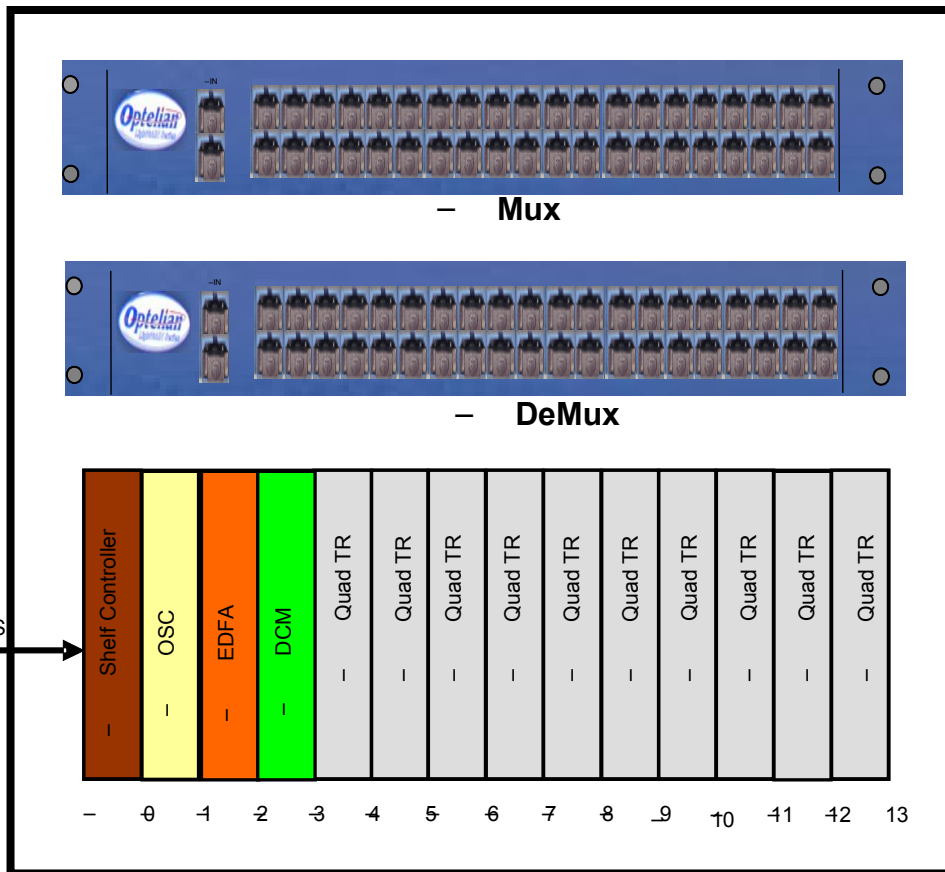 –IN
Optelian
– Mux
–IN
Optelian
– DeMux
– Shelf Controller
– OSC
– EDFA
– DCM
– Quad TR
– Quad TR
– Quad TR
– Quad TR
– Quad TR
– Quad TR
– Quad TR
– Quad TR
– Quad TR
– Quad TR
– –0 –1 –2 –3 –4 5– –6 –7 –8 –9 –10 –11 –12 13